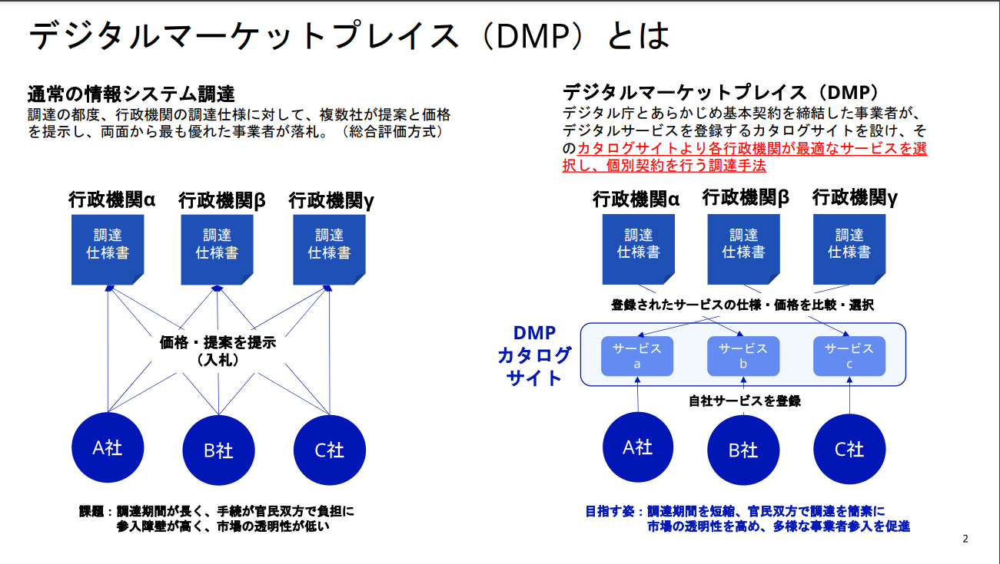 デジタルマーケットプレイス（DMP）とは
通常の情報システム調達
調達の都度、行政機関の調達仕様に対して、複数社が提案と価格
を提示し、両面から最も優れた事業者が落札。（総合評価方式）
行政機関α
行政機関β
行政機関γ
調達
仕様書
調達
仕様書
調達
仕様書
価格・提案を提示
（入札）
A社
B社
C社
課題：調達期間が長く、手続が官民双方で負担に
参入障壁が高く、市場の透明性が低い
デジタルマーケットプレイス（DMP）
デジタル庁とあらかじめ基本契約を締結した事業者が、
デジタルサービスを登録するカタログサイトを設け、そ
のカタログサイトより各行政機関が最適なサービスを選
択し、個別契約を行う調達手法
行政機関α
行政機関β
行政機関γ
調達
仕様書
調達
仕様書
調達
仕様書
登録されたサービスの仕様・価格を比較・選択
DMP
カタログ
サイト
サービス
a
サービス
b
サービス
c
自社サービスを登録
A社
B社
C社
目指す姿：調達期間を短縮、官民双方で調達を簡素に
市場の透明性を高め、多様な事業者参入を促進
2